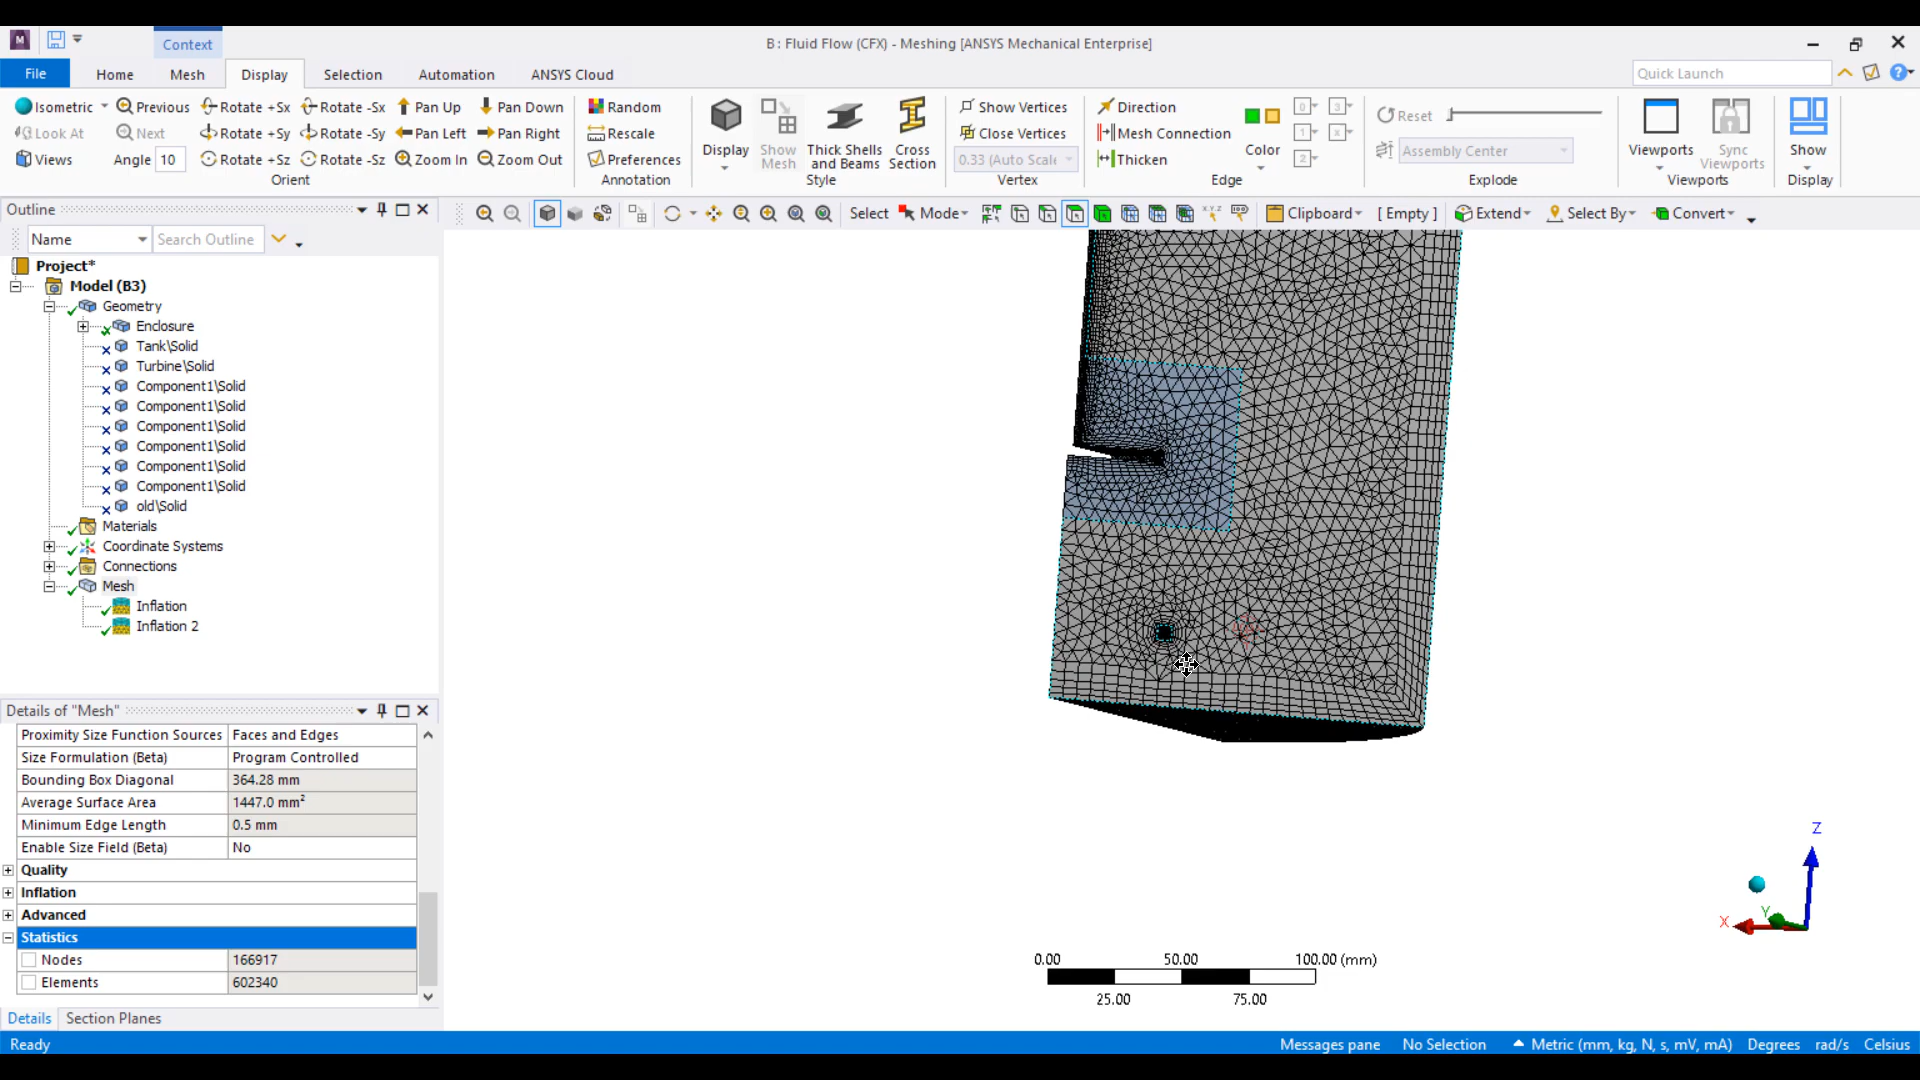 M
Context
B : Fluid Flow (CFX) - Meshing [ANSYS Mechanical Enterprise]
File Home Mesh Display Selection Automation ANSYS Cloud
Quick Launch
Isometric Previous Rotate +Sx Rotate -Sx Pan Up Pan Down
Look At Next Rotate +Sy Rotate -Sy Pan Left Pan Right
Views Angle 10 Rotate +Sz Rotate -Sz Zoom In Zoom Out
Orient
Random
Rescale
Preferences
Annotation
Display
Show Mesh
Thick Shells and Beams
Cross Section
Style
Show Vertices
Close Vertices
0.33 (Auto Scale
Vertex
Direction
Mesh Connection
Thicken
Color
Edge
Reset
Assembly Center
Explode
Viewports
Sync Viewports
Viewports
Show
Display
Outline
Select Mode Clipboard [ Empty ] Extend Select By Convert
Name Search Outline
Project*
Model (B3)
Geometry
Enclosure
Tank\Solid
Turbine\Solid
Component1\Solid
Component1\Solid
Component1\Solid
Component1\Solid
Component1\Solid
Component1\Solid
old\Solid
Materials
Coordinate Systems
Connections
Mesh
Inflation
Inflation 2
Details of "Mesh"
Proximity Size Function Sources Faces and Edges
Size Formulation (Beta) Program Controlled
Bounding Box Diagonal 364.28 mm
Average Surface Area 1447.0 mm²
Minimum Edge Length 0.5 mm
Enable Size Field (Beta) No
Quality
Inflation
Advanced
Statistics
Nodes 166917
Elements 602340
Details Section Planes
Z
Y
X
0.00 50.00 100.00 (mm)
25.00 75.00
Ready
Messages pane No Selection Metric (mm, kg, N, s, mV, mA) Degrees rad/s Celsius